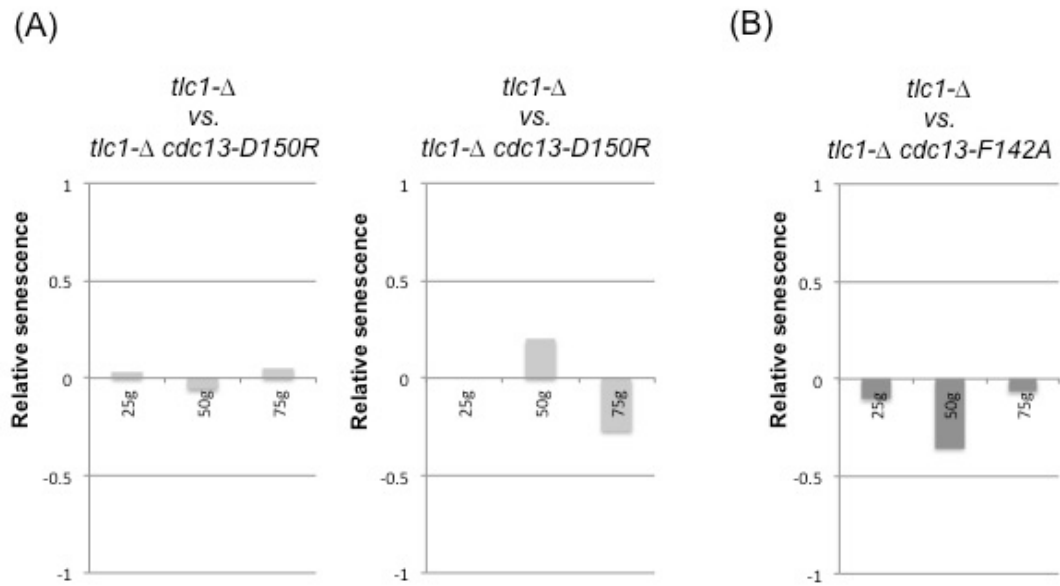 (A)
(B)
tlc1-Δ
vs.
tlc1-Δ cdc13-D150R
tlc1-Δ
vs.
tlc1-Δ cdc13-D150R
tlc1-Δ
vs.
tlc1-Δ cdc13-F142A
Relative senescence
1
0.5
0
-0.5
-1
25g
50g
75g
Relative senescence
1
0.5
0
-0.5
-1
25g
50g
75g
Relative senescence
1
0.5
0
-0.5
-1
25g
50g
75g